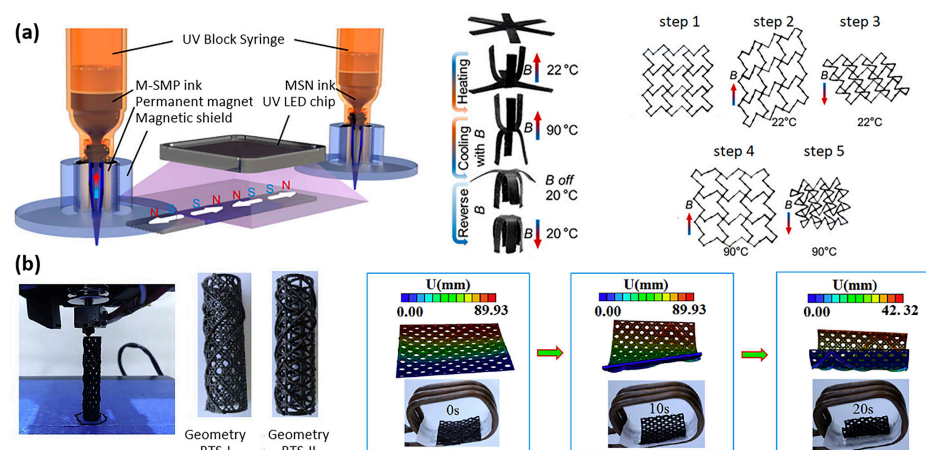 (a)
UV Block Syringe
M-SMP ink
Permanent magnet
Magnetic shield
MSN ink
UV LED chip
N S S N N S S N
Heating
Cooling
with B
Reverse
B
B
22 °C
B
90 °C
B off
20 °C
B
20 °C
step 1
step 2
step 3
B
22°C
B
22°C
step 4
step 5
B
90°C
B
90°C
(b)
Geometry
Geometry
U(mm)
0.00
89.93
0s
U(mm)
0.00
89.93
10s
U(mm)
0.00
42.32
20s